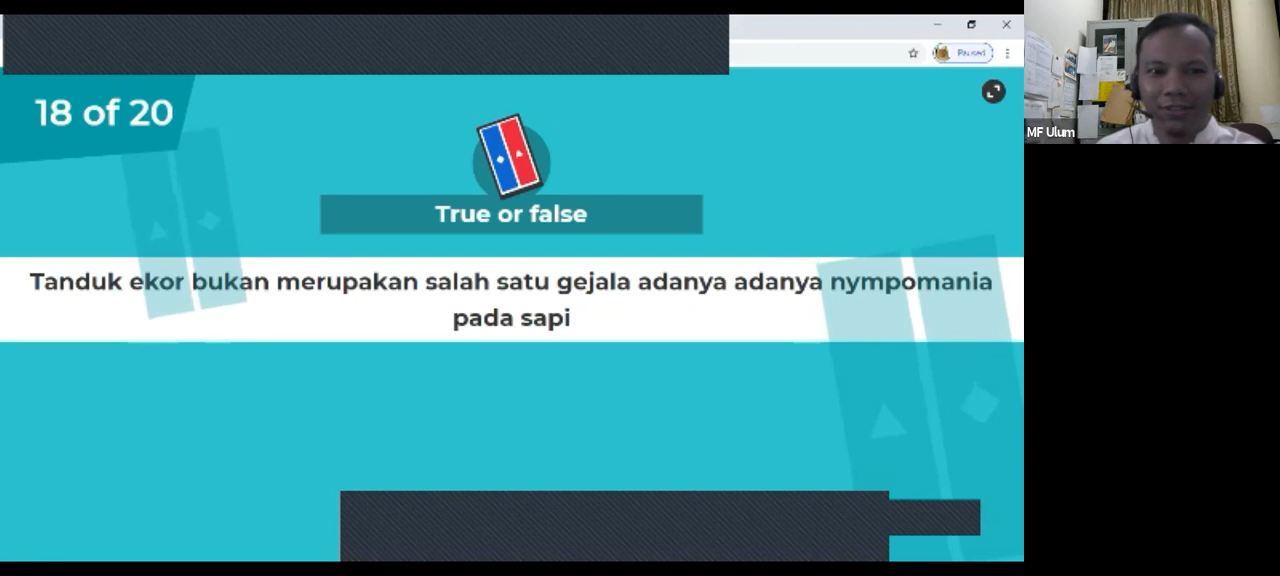 18 of 20
True or false
Tanduk ekor bukan merupakan salah satu gejala adanya adanya nympomania
pada sapi
MF Ulum